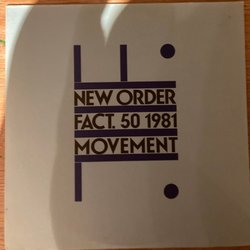 NEW ORDER
FACT. 50 1981
MOVEMENT